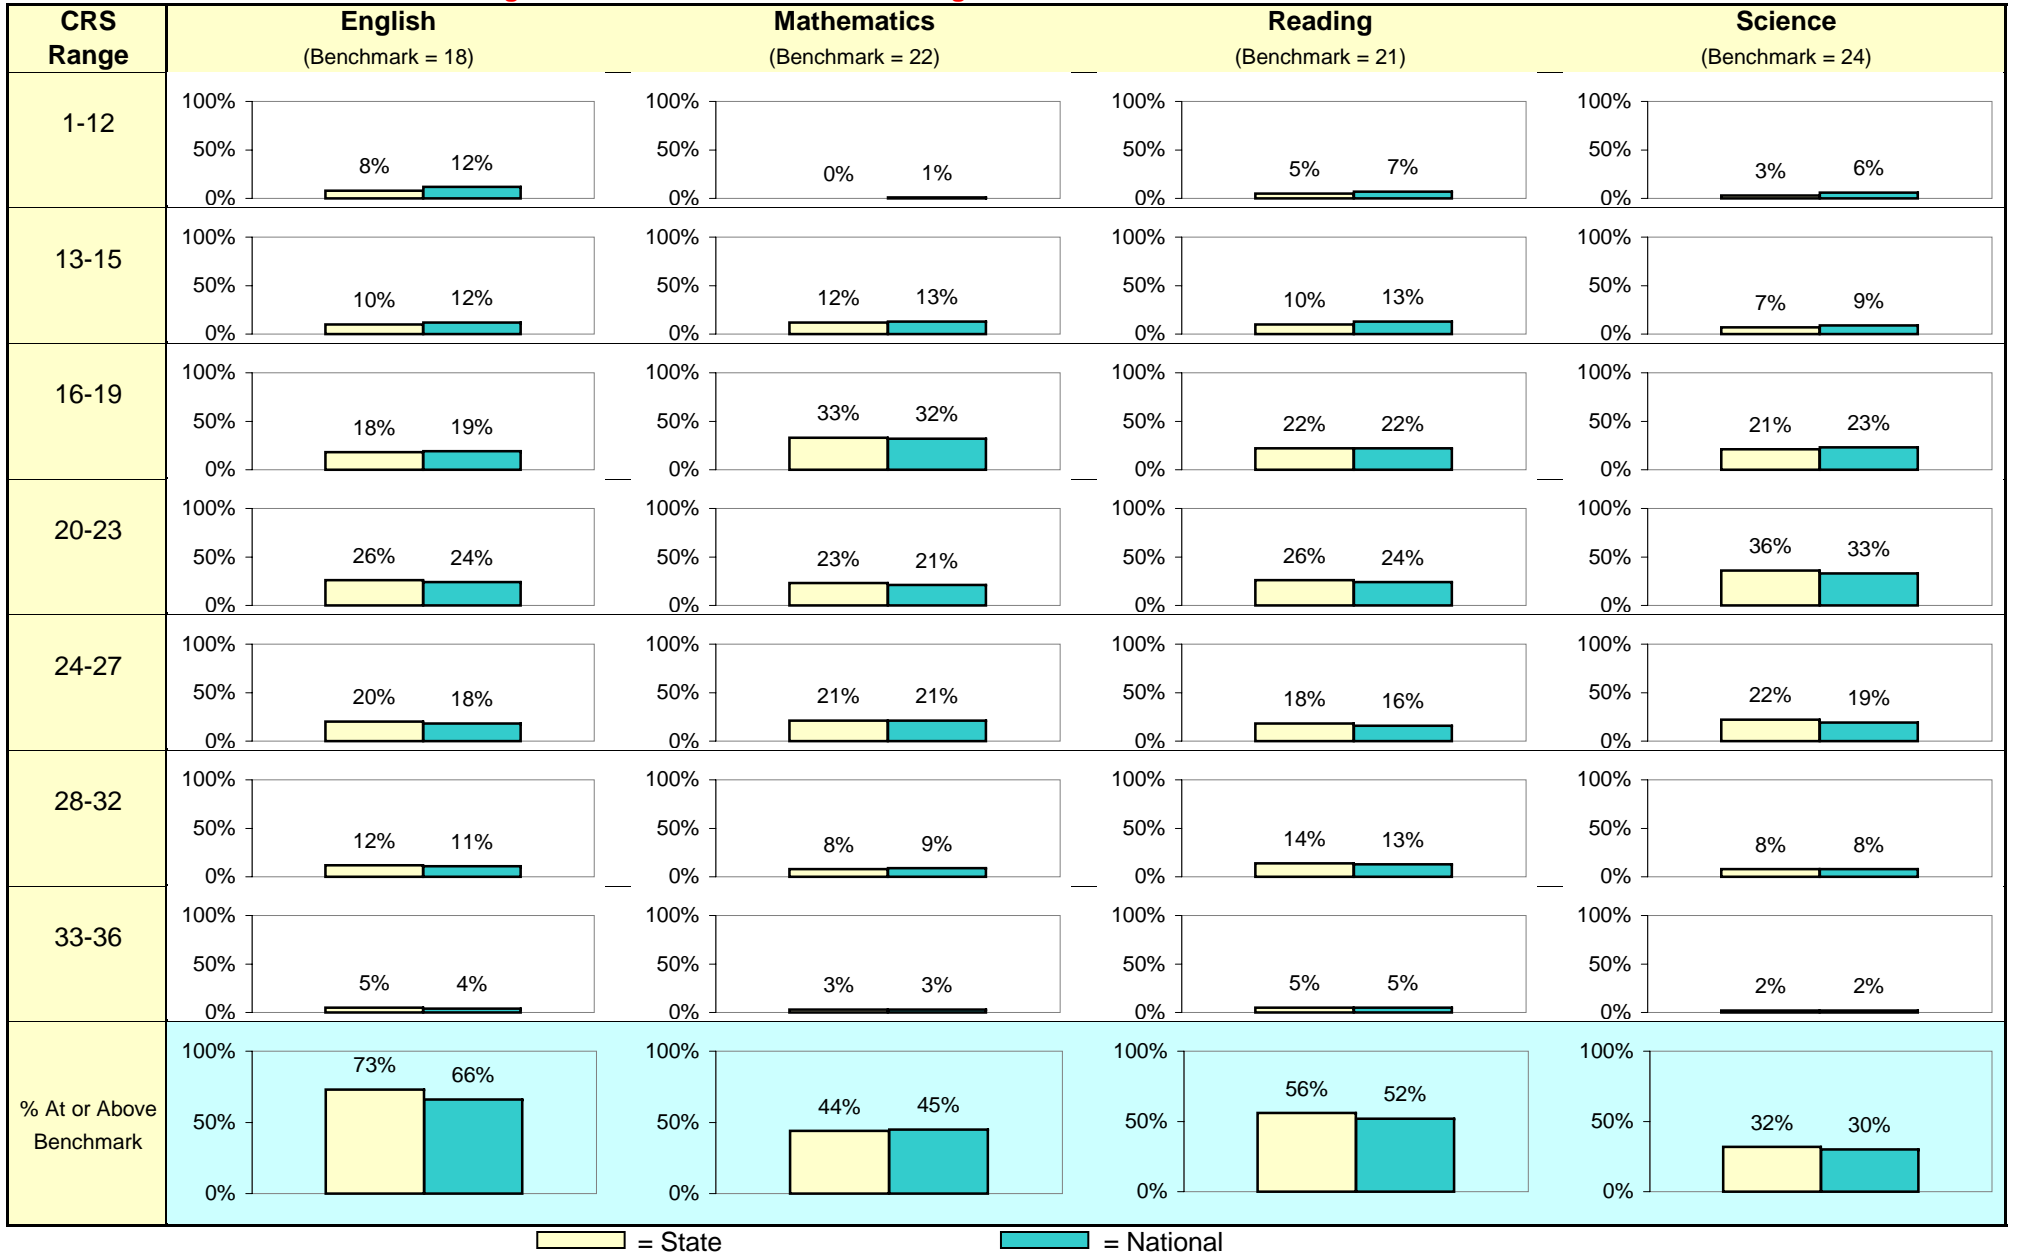 CRS Range English Mathematics Reading Science
(Benchmark = 18) (Benchmark = 22) (Benchmark = 21) (Benchmark = 24)
1-12
100% 100% 100% 100%
50% 8% 12% 50% 0% 1% 50% 5% 7% 50% 3% 6%
0% 0% 0% 0%
13-15
100% 100% 100% 100%
50% 10% 12% 50% 12% 13% 50% 10% 13% 50% 7% 9%
0% 0% 0% 0%
16-19
100% 100% 100% 100%
50% 18% 19% 50% 33% 32% 50% 22% 22% 50% 21% 23%
0% 0% 0% 0%
20-23
100% 100% 100% 100%
50% 26% 24% 50% 23% 21% 50% 26% 24% 50% 36% 33%
0% 0% 0% 0%
24-27
100% 100% 100% 100%
50% 20% 18% 50% 21% 21% 50% 18% 16% 50% 22% 19%
0% 0% 0% 0%
28-32
100% 100% 100% 100%
50% 12% 11% 50% 8% 9% 50% 14% 13% 50% 8% 8%
0% 0% 0% 0%
33-36
100% 100% 100% 100%
50% 5% 4% 50% 3% 3% 50% 5% 5% 50% 2% 2%
0% 0% 0% 0%
% At or Above
Benchmark
100% 73% 66% 100% 44% 45% 100% 56% 52% 100% 32% 30%
50% 50% 50% 50%
0% 0% 0% 0%
= State = National